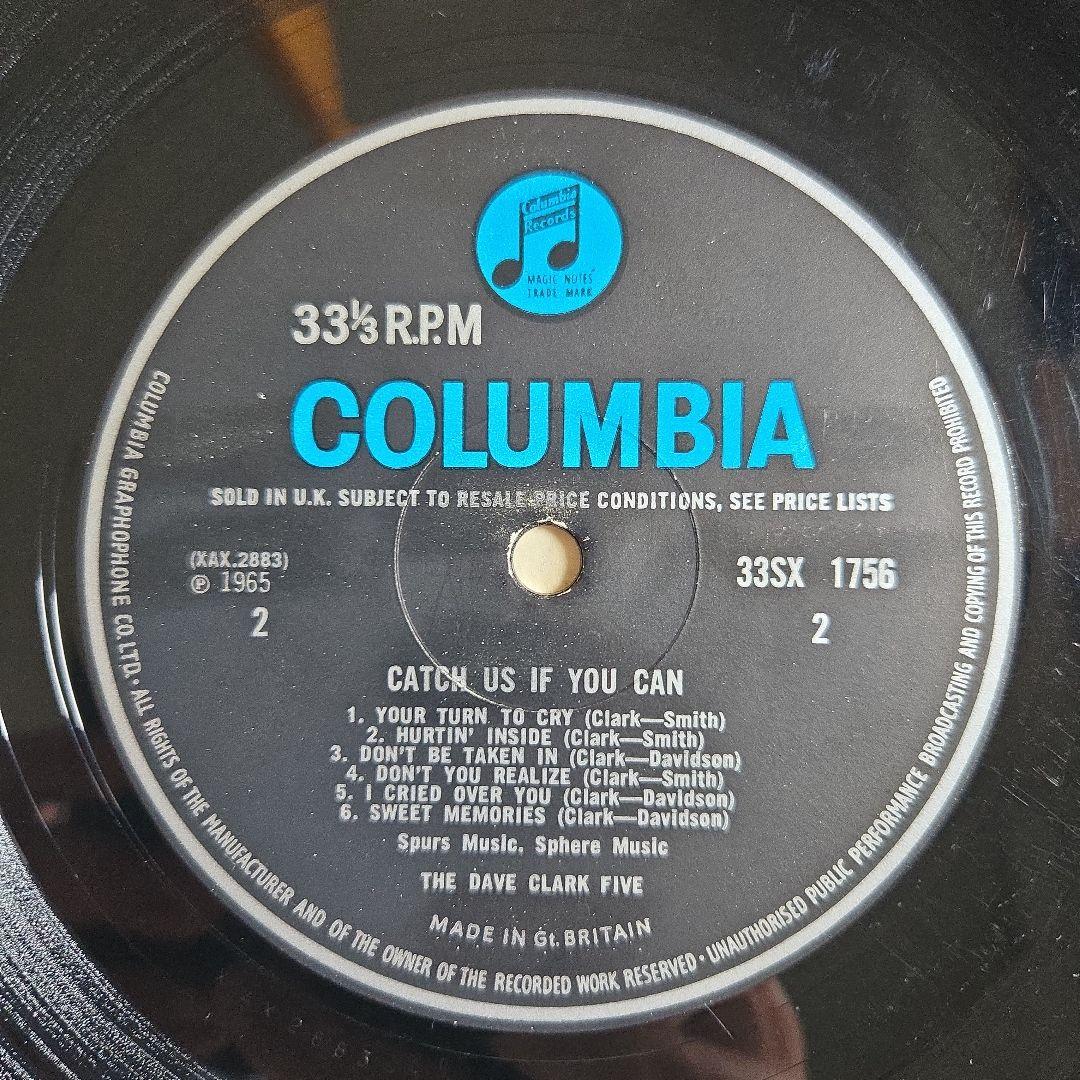 Columbia
Records
MAGIC NOTES
TRADE MARK
33⅓ R.P.M
COLUMBIA
SOLD IN U.K. SUBJECT TO RESALE PRICE CONDITIONS, SEE PRICE LISTS
(XAX.2883)
℗ 1965
2
33SX 1756
2
CATCH US IF YOU CAN
1. YOUR TURN TO CRY (Clark—Smith)
2. HURTIN' INSIDE (Clark—Smith)
3. DON'T BE TAKEN IN (Clark—Davidson)
4. DON'T YOU REALIZE (Clark—Smith)
5. I CRIED OVER YOU (Clark—Davidson)
6. SWEET MEMORIES (Clark—Davidson)
Spurs Music. Sphere Music
THE DAVE CLARK FIVE
MADE IN Gt. BRITAIN
COLUMBIA GRAPHOPHONE CO. LTD. • ALL RIGHTS OF THE MANUFACTURER AND OF THE OWNER OF THE RECORDED WORK RESERVED • UNAUTHORISED PUBLIC PERFORMANCE BROADCASTING AND COPYING OF THIS RECORD PROHIBITED